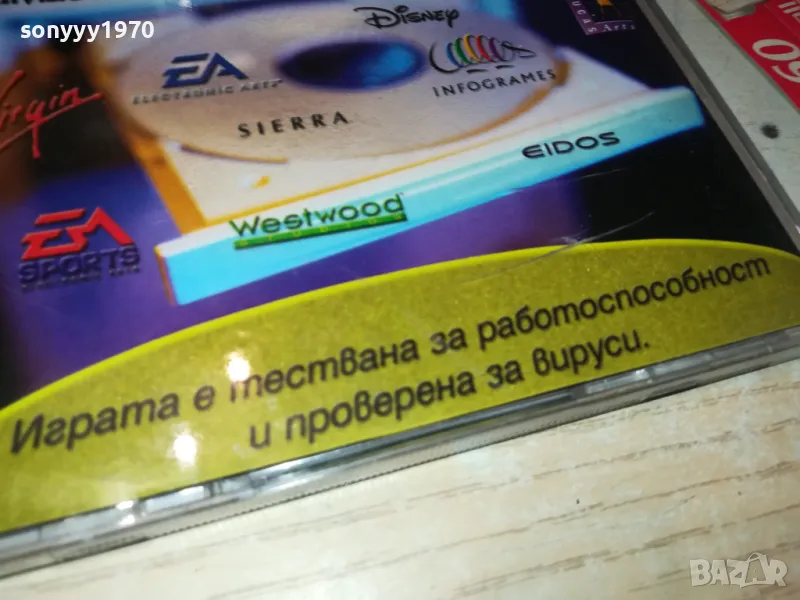 sonyyy1970
Disney
EA
ELECTRONIC ARTS
INFOGRAMES
Virgin
SIERRA
EIDOS
Westwood
EA
SPORTS
Играта е тествана за работоспособност
и проверена за вируси.
BAZAR